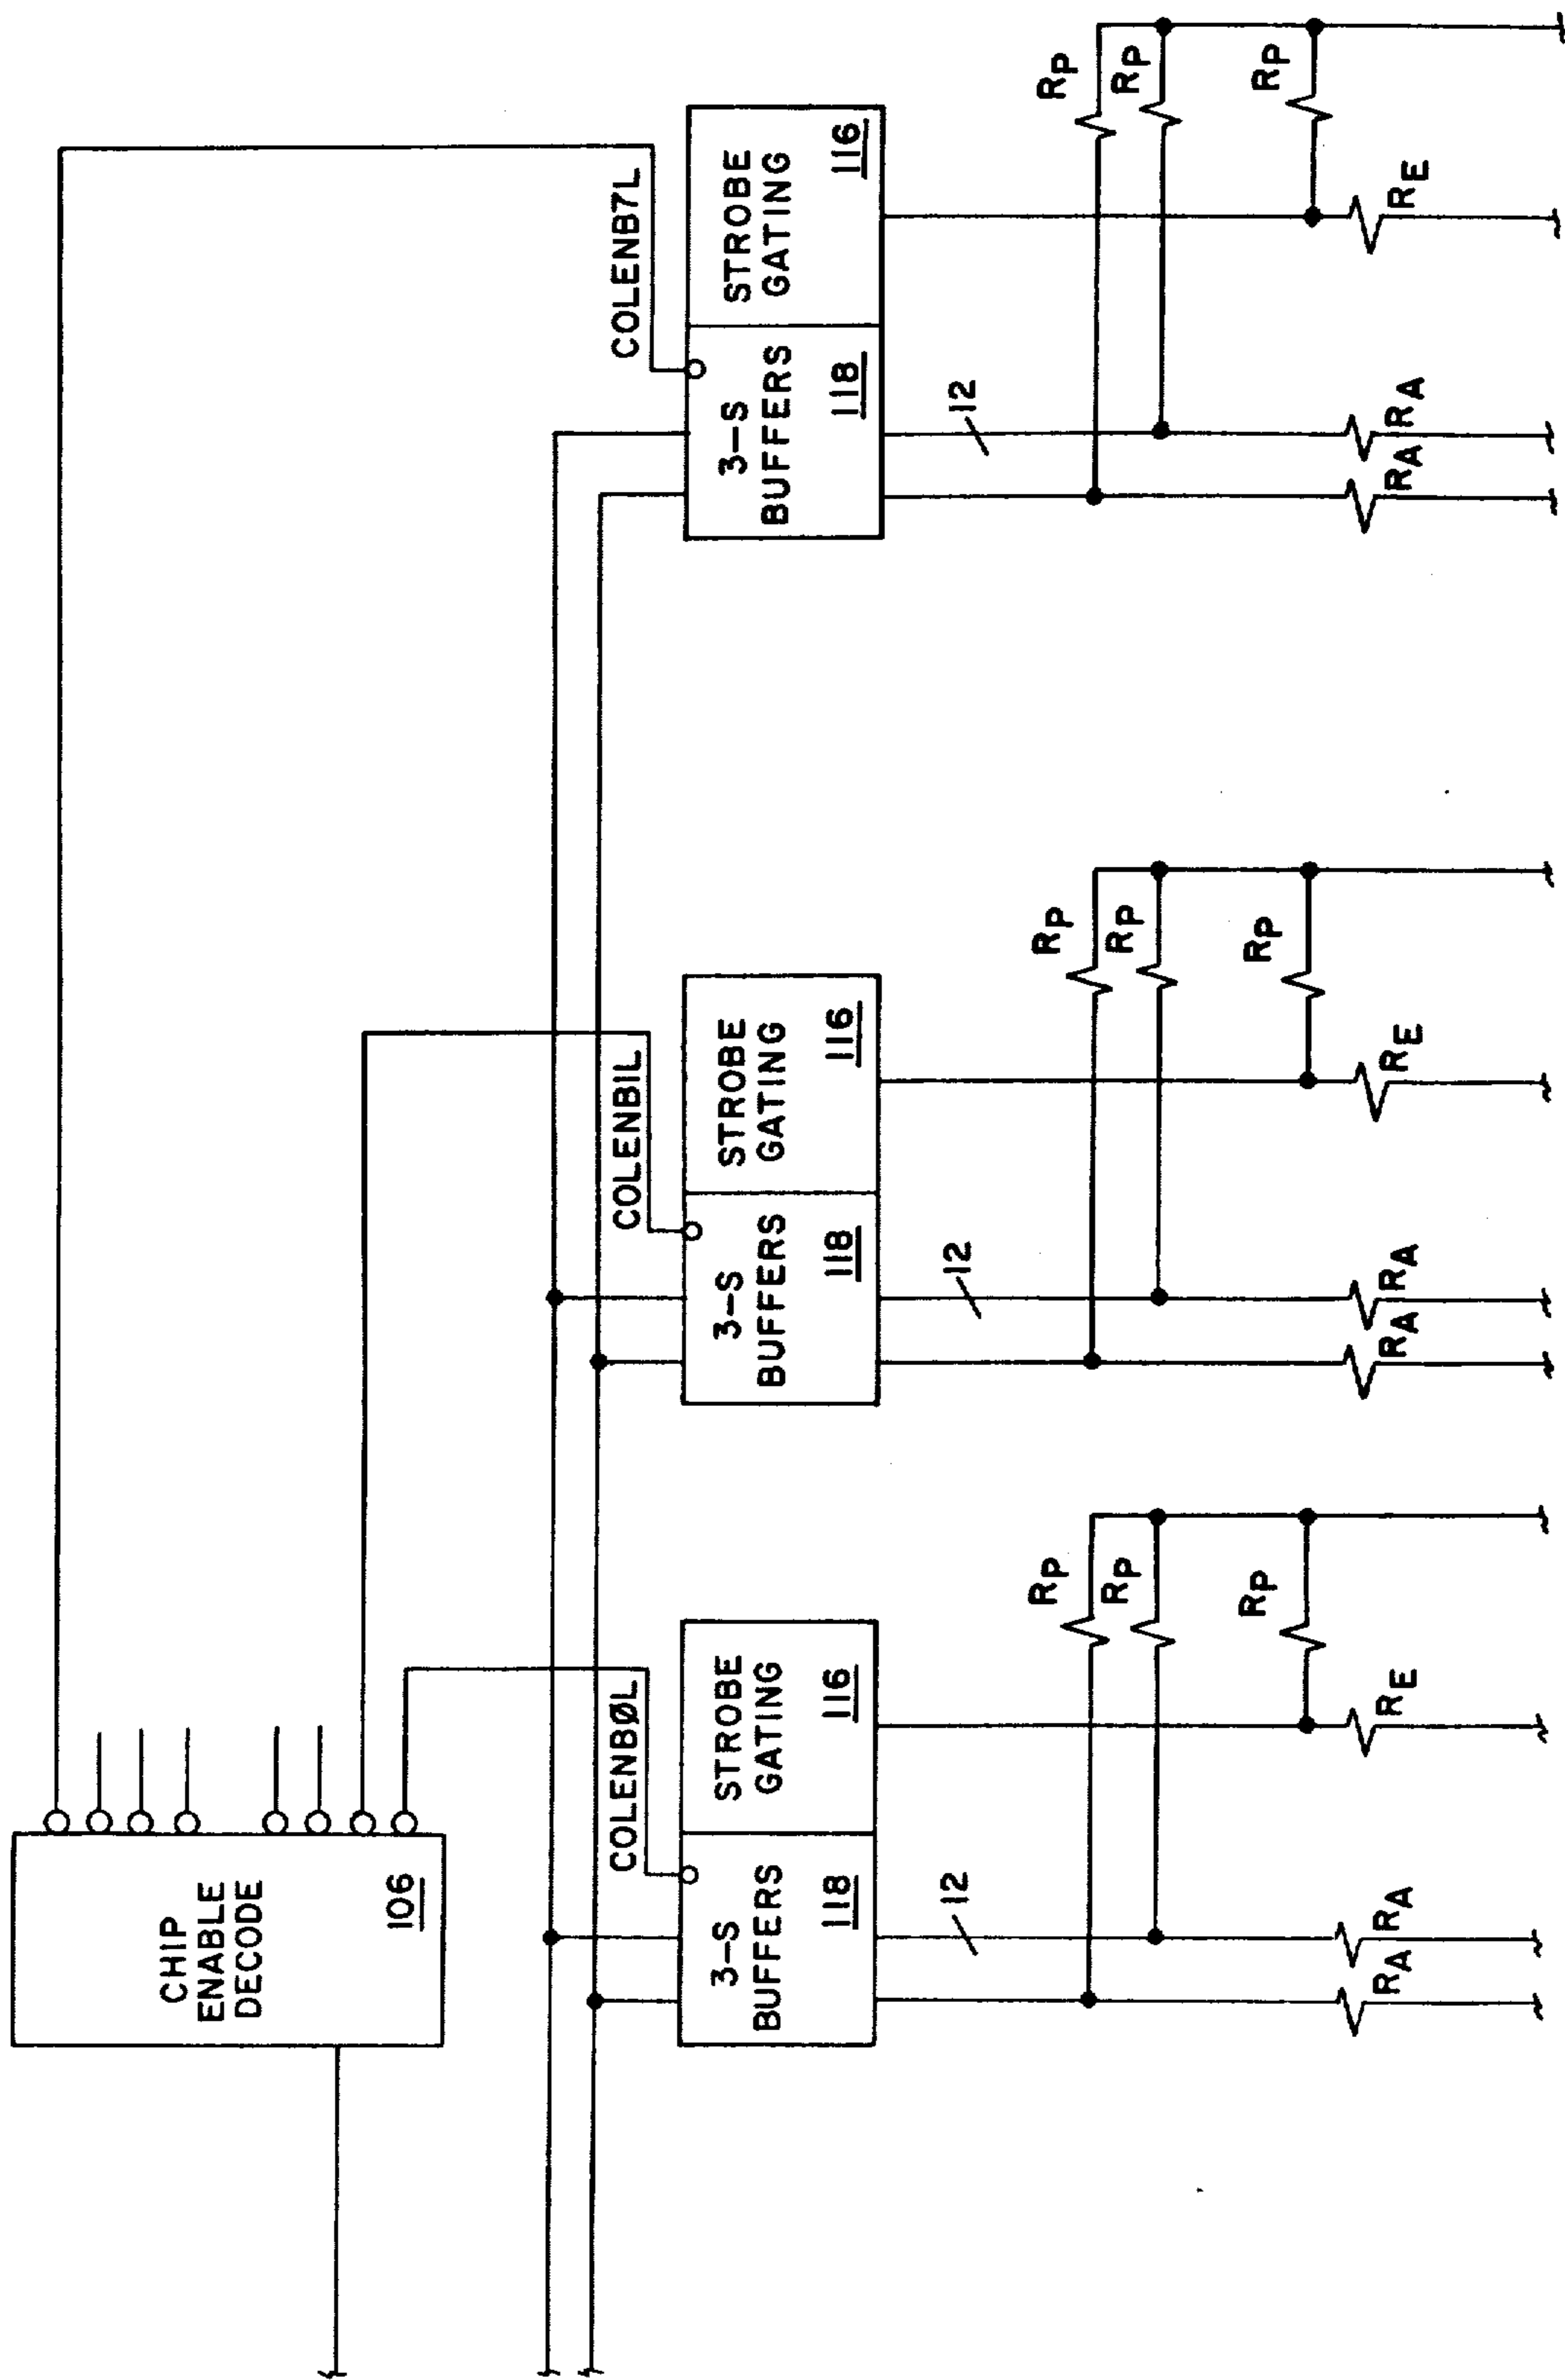 CHIP
ENABLE
DECODE
106
COLENBØL
COLENB1L
COLENB7L
3-S
BUFFERS
118
STROBE
GATING
116
3-S
BUFFERS
118
STROBE
GATING
116
3-S
BUFFERS
118
STROBE
GATING
116
12
12
12
RP
RP
RP
RP
RP
RP
RP
RP
RP
RA
RA
RE
RA
RA
RE
RA
RA
RE